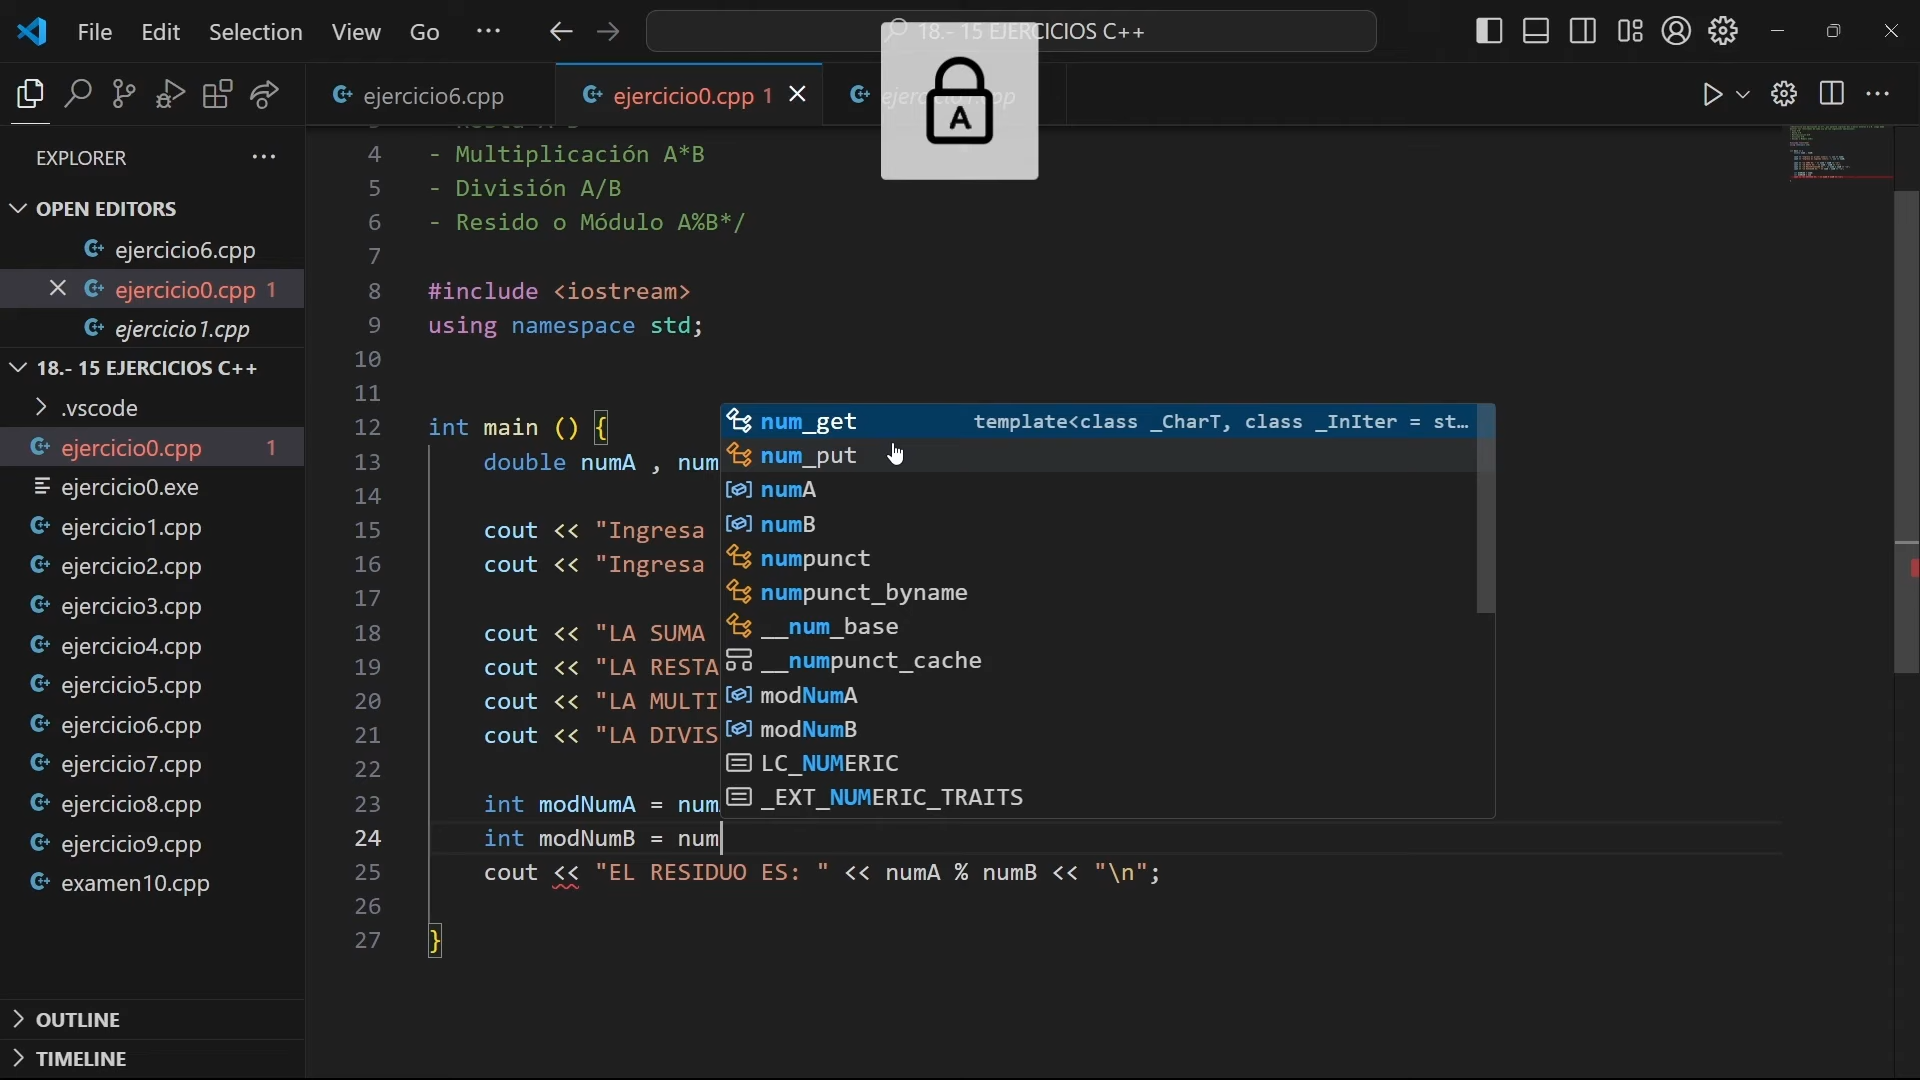 File Edit Selection View Go ··· 18.- 15 EJERCICIOS C++
A
ejercicio6.cpp ejercicio0.cpp 1
EXPLORER
OPEN EDITORS
ejercicio6.cpp
ejercicio0.cpp 1
ejercicio1.cpp
18.- 15 EJERCICIOS C++
.vscode
ejercicio0.cpp 1
ejercicio0.exe
ejercicio1.cpp
ejercicio2.cpp
ejercicio3.cpp
ejercicio4.cpp
ejercicio5.cpp
ejercicio6.cpp
ejercicio7.cpp
ejercicio8.cpp
ejercicio9.cpp
examen10.cpp
OUTLINE
TIMELINE
4 - Multiplicación A*B
5 - División A/B
6 - Resido o Módulo A%B*/
7
8 #include <iostream>
9 using namespace std;
10
11
12 int main () {
13 double numA , num
14
15 cout << "Ingresa
16 cout << "Ingresa
17
18 cout << "LA SUMA
19 cout << "LA RESTA
20 cout << "LA MULTI
21 cout << "LA DIVIS
22
23 int modNumA = num
24 int modNumB = num
25 cout << "EL RESIDUO ES: " << numA % numB << "\n";
26
27 }
num_get template<class _CharT, class _InIter = st…
num_put
numA
numB
numpunct
numpunct_byname
__num_base
__numpunct_cache
modNumA
modNumB
LC_NUMERIC
_EXT_NUMERIC_TRAITS